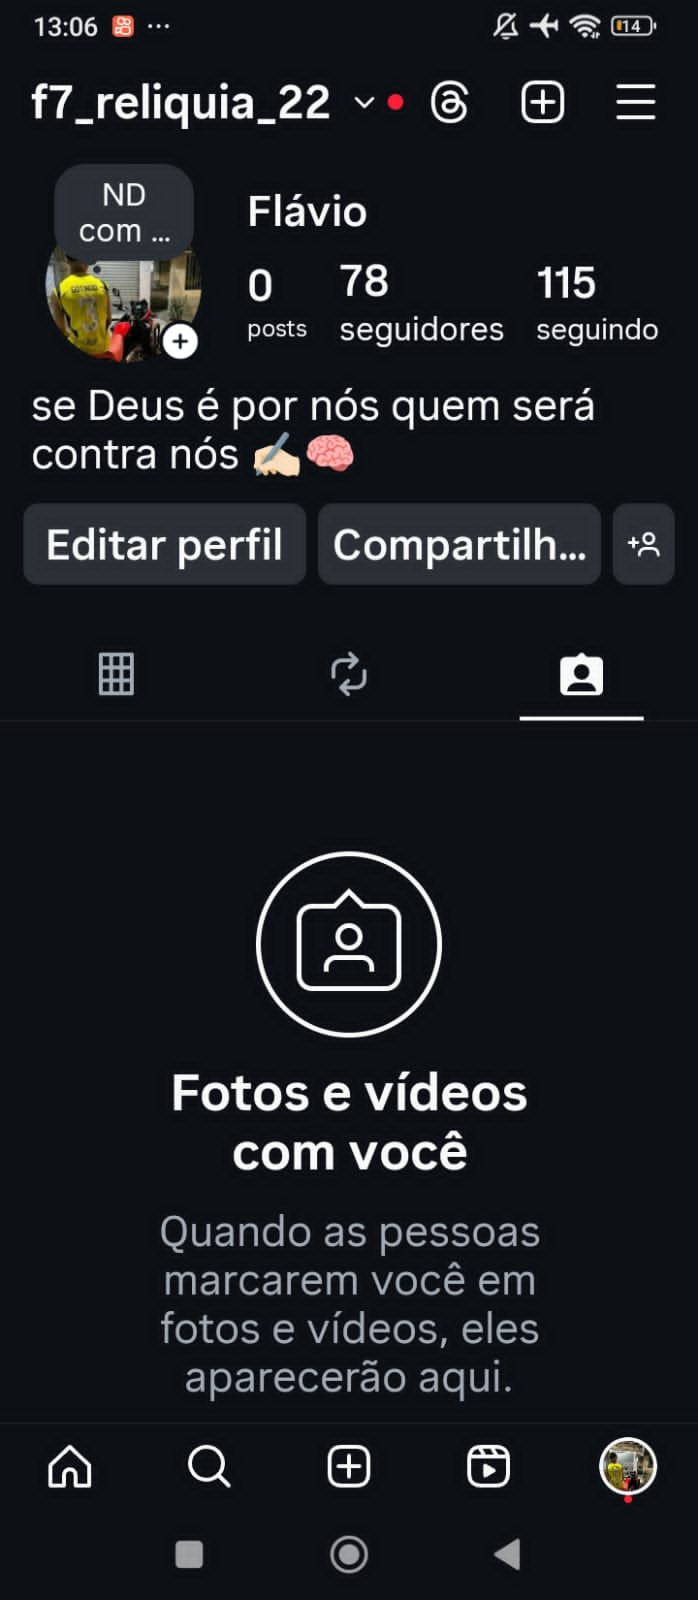 13:06
14
f7_reliquia_22
ND
com ...
Flávio
0
78
115
posts
seguidores
seguindo
se Deus é por nós quem será
contra nós
Editar perfil
Compartilh...
Fotos e vídeos
com você
Quando as pessoas
marcarem você em
fotos e vídeos, eles
aparecerão aqui.